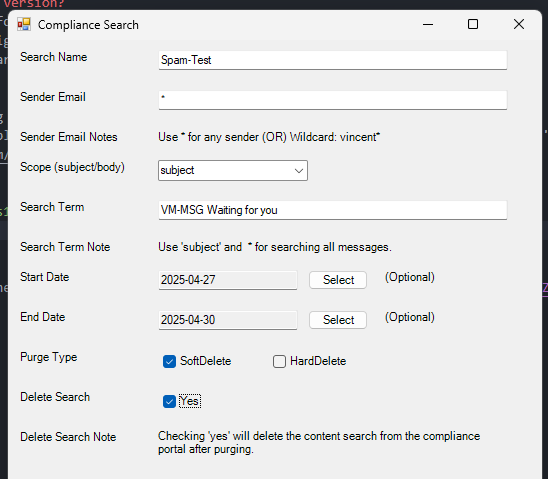 version?
Compliance Search
Search Name
Spam-Test
Sender Email
*
Sender Email Notes
Use * for any sender (OR) Wildcard: vincent*
Scope (subject/body)
subject
Search Term
VM-MSG Waiting for you
Search Term Note
Use 'subject' and * for searching all messages.
Start Date
2025-04-27
Select
(Optional)
End Date
2025-04-30
Select
(Optional)
Purge Type
SoftDelete
HardDelete
Delete Search
Yes
Delete Search Note
Checking 'yes' will delete the content search from the compliance
portal after purging.